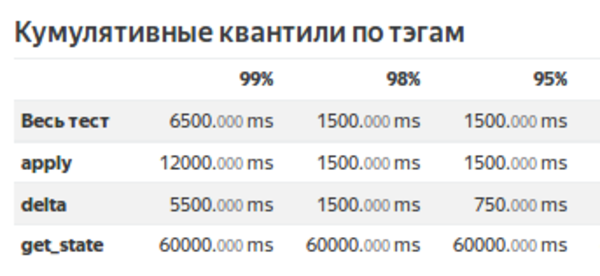 Кумулятивные квантили по тэгам
99% 98% 95%
Весь тест 6500.000 ms 1500.000 ms 1500.000 ms
apply 12000.000 ms 1500.000 ms 1500.000 ms
delta 5500.000 ms 1500.000 ms 750.000 ms
get_state 60000.000 ms 60000.000 ms 60000.000 ms